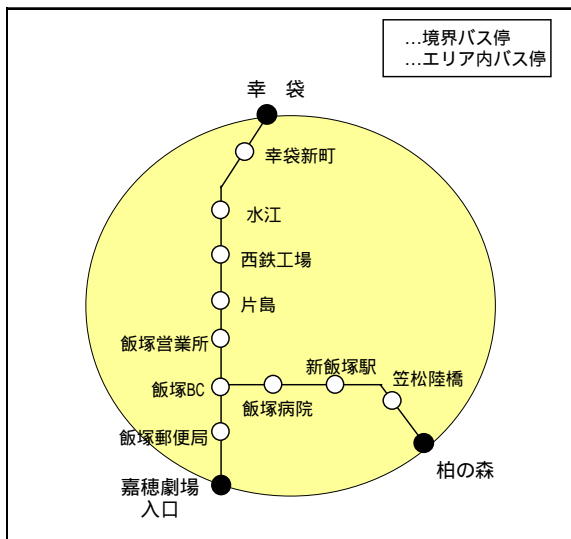 …境界バス停
…エリア内バス停
幸　袋
幸袋新町
水江
西鉄工場
片島
飯塚営業所
新飯塚駅
笠松陸橋
飯塚BC
飯塚病院
飯塚郵便局
柏の森
嘉穂劇場
入口